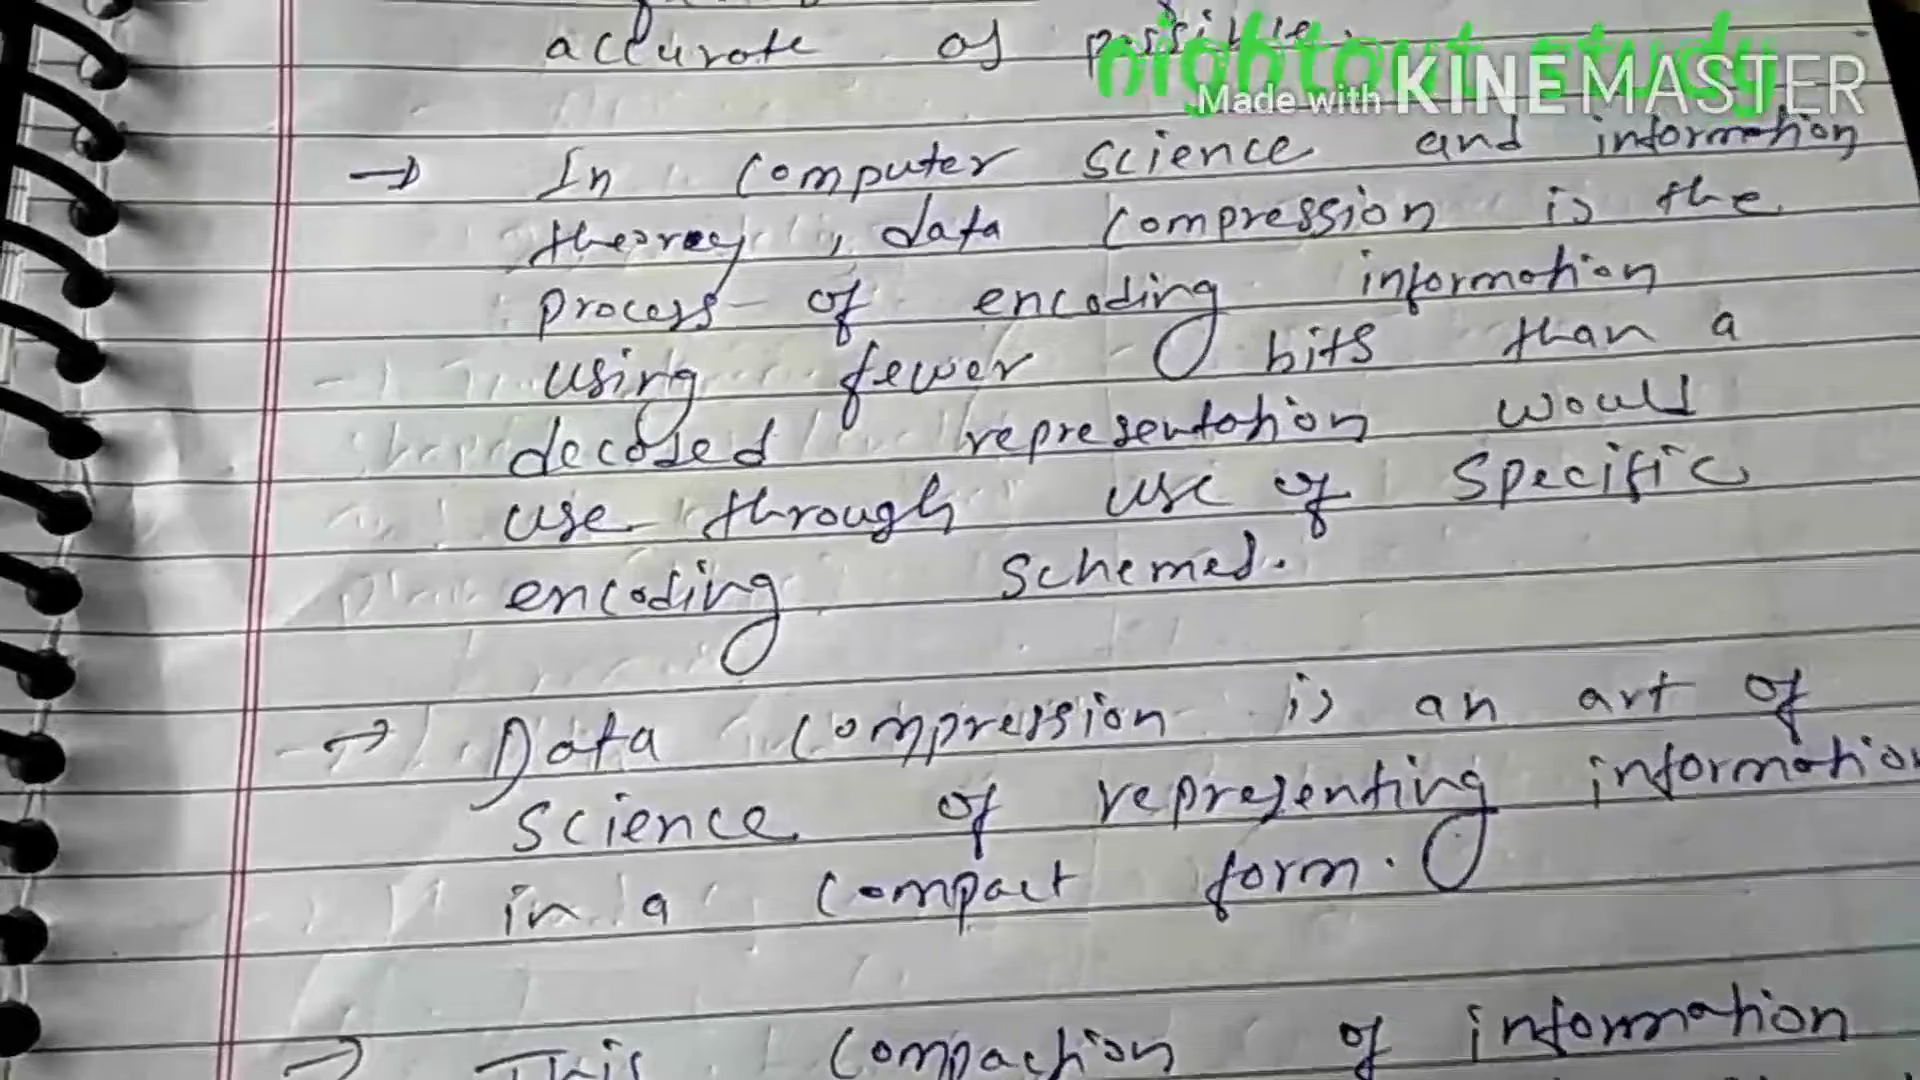 accurate as possible.
nightout study
Made with KINEMASTER
→ In computer science and information
theory, data compression is the
process of encoding information
using fewer bits than a
decoded representation would
use through use of specific
encoding schemed.
→ Data compression is an art of
science of representing information
in a compact form.
→ This compaction of information